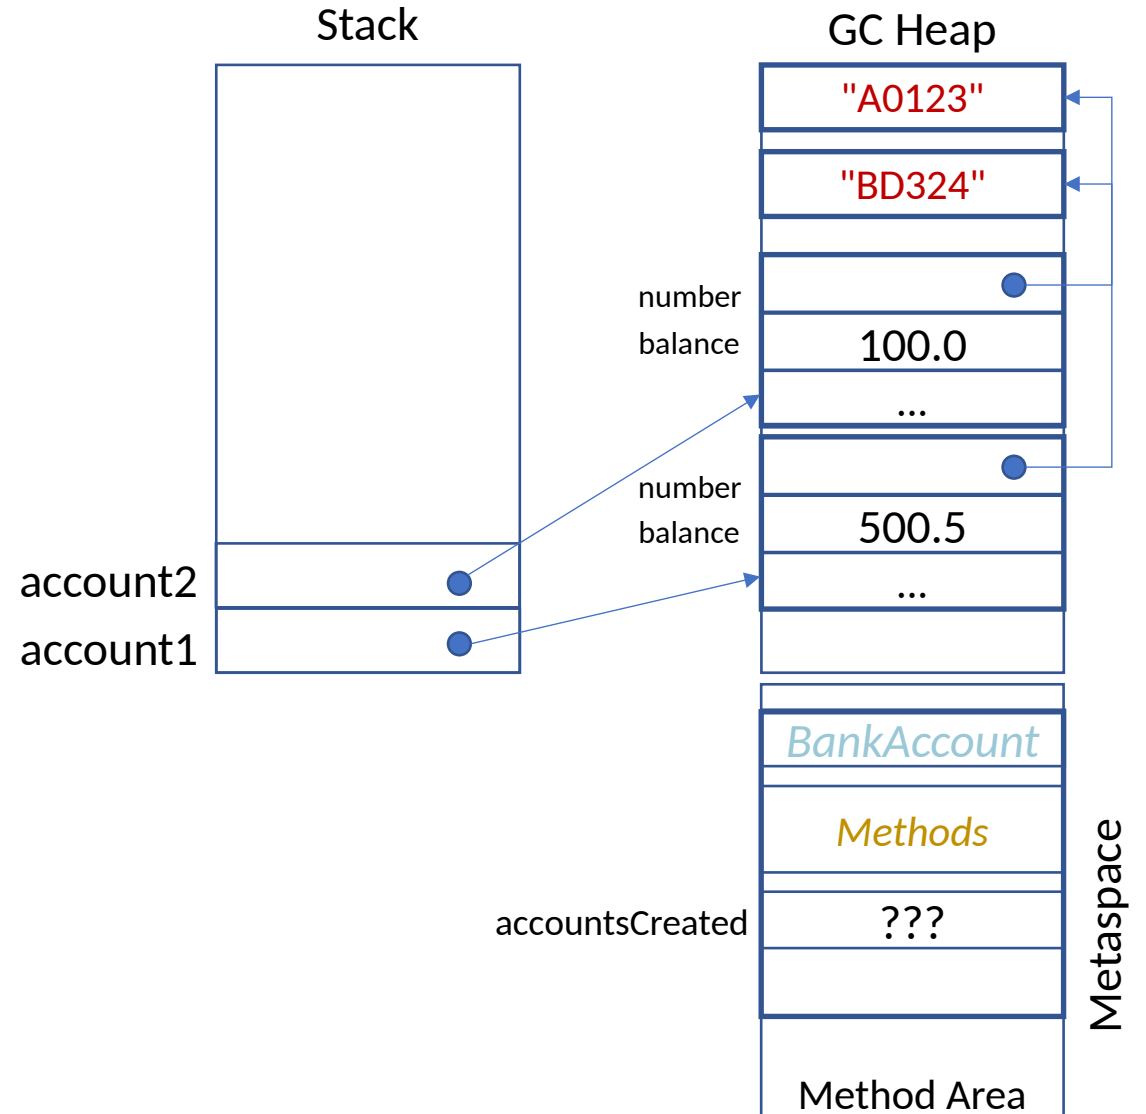 Stack
GC Heap
"A0123"
"BD324"
number
balance
100.0
...
number
balance
500.5
...
account2
account1
BankAccount
Methods
accountsCreated
???
Metaspace
Method Area